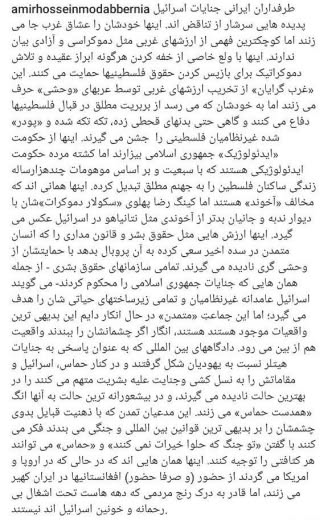 amirhosseinmodabbernia طرفداران ایرانی جنایات اسرائیل
پدیده هایی سرشار از تناقض اند. اینها خودشان را عشاق غرب جا می
زنند اما کوچکترین فهمی از ارزشهای غربی مثل دموکراسی و آزادی بیان
ندارند. اینها با ولع خاصی از خفه کردن هرگونه ابراز عقیده و تلاش
دموکراتیک برای بازپس کردن حقوق فلسطینیها حمایت می کنند. این
«غرب گرایان» از تخریب ارزشهای غربی توسط عربهای «وحشی» حرف
می زنند اما به خودشان که می رسد از بربریت مطلق در قبال فلسطینیها
دفاع می کنند و گاهی حتی بدنهای قحطی زده، تکه تکه شده و «پودر»
شده غیرنظامیان فلسطینی را جشن می گیرند. اینها از حکومت
«ایدئولوژیک» جمهوری اسلامی بیزارند اما کشته مرده حکومت
ایدئولوژیکی هستند که با سبعیت و بر اساس موهومات چندهزارساله
زندگی ساکنان فلسطین را به جهنم مطلق تبدیل کرده. اینها همانی اند که
مخالف «آخوند» هستند اما کینگ رضا پهلوی «سکولار دموکرات»شان با
دیوار ندبه و جانیان بدتر از آخوندی مثل نتانیاهو در اسرائیل عکس می
گیرد. اینها ارزش هایی مثل حقوق بشر و قانون مداری را که انسان
متمدن در سده اخیر سعی کرده به آن پروبال بدهد با حمایتشان از
وحشی گری نادیده می گیرند. تمامی سازمانهای حقوق بشری - از جمله
همان هایی که جنایات جمهوری اسلامی را محکوم کردند- می گویند
اسرائیل عامدانه غیرنظامیان و تمامی زیرساختهای حیاتی شان را هدف
می گیرد؛ اما این جماعت «متمدن» در حال انکار دایم این بدیهی ترین
واقعیات موجود هستند هستند، انگار اگر چشمانشان را ببندند واقعیت
هم از بین می رود. دادگاههای بین المللی که به عنوان پاسخی به جنایات
هیتلر نسبت به یهودیان شکل گرفتند و در کنار حماس، اسرائیل و
مقاماتش را به نسل کشی وجنایت علیه بشریت متهم می کنند را در
بهترین حالت نادیده می گیرند، و در بیشعورانه ترین حالت به آنها انگ
«همدست حماس» می زنند. این مدعیان تمدن که با ذهنیت قبایل بدوی
چشمشان را بر بدیهی ترین قوانین بین المللی و جنگی می بندند فکر می
کنند با گفتن «تو جنگ که حلوا خیرات نمی کنند» و «حماس» می توانند
هر کثافتی را توجیه کنند. اینها همان هایی اند که در حالی که در اروپا و
امریکا می گردند از حضور (و صرفا حضور) افغانستانیها در ایران کهیر
می زنند، اما قادر به درک رنج مردمی که دهه هاست تحت اشغال بی
رحمانه و خونین اسرائیل اند نیستند.